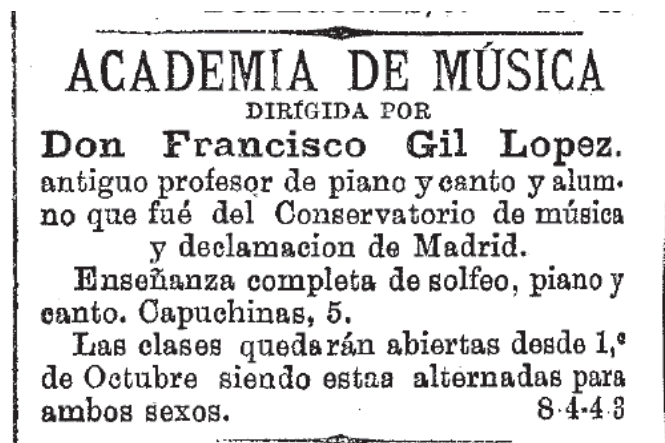 ACADEMIA DE MÚSICA
DIRÍGIDA POR
Don Francisco Gil Lopez.
antiguo profesor de piano y canto y alum-
no que fué del Conservatorio de música
y declamacion de Madrid.
Enseñanza completa de solfeo, piano y
canto. Capuchinas, 5.
Las clases quedarán abiertas desde 1,º
de Octubre siendo estas alternadas para
ambos sexos. 8-4-4 3